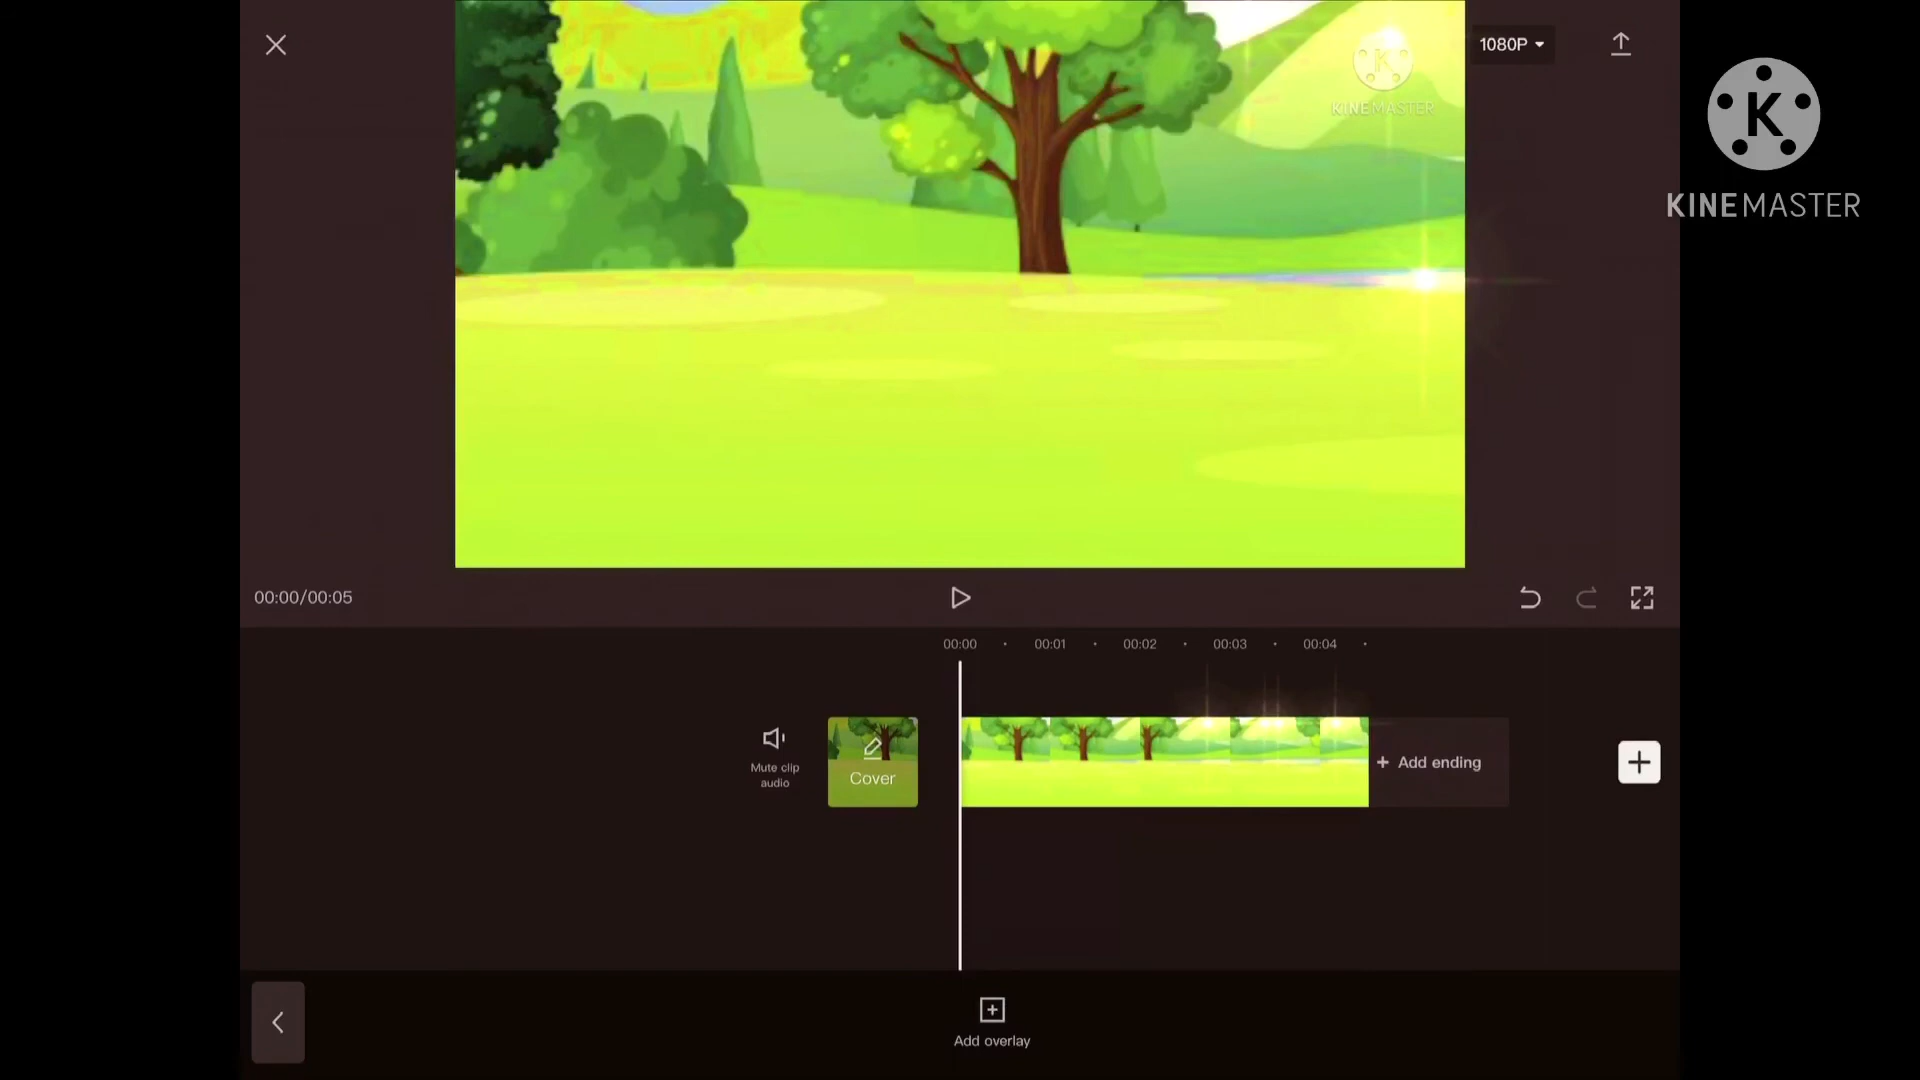 1080P
K
KINEMASTER
K
KINEMASTER
00:00/00:05
00:00 00:01 00:02 00:03 00:04
Mute clip
audio
Cover
+ Add ending
Add overlay